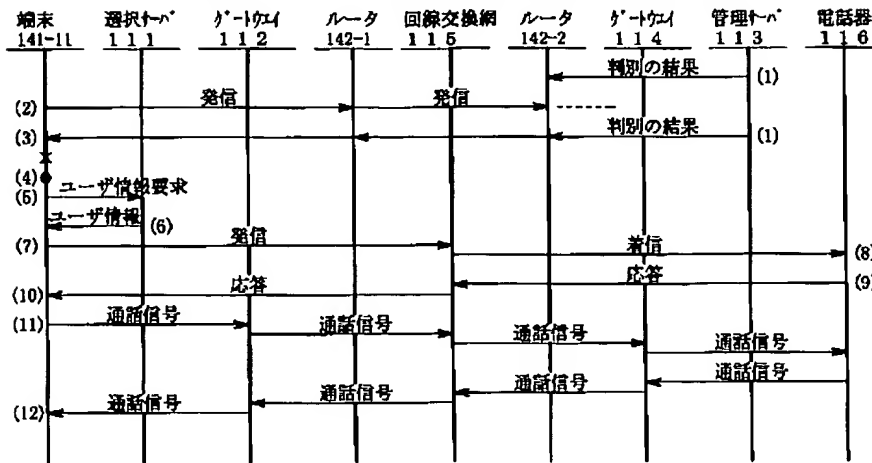 端末 選択サーバ ゲートウェイ ルータ 回線交換網 ルータ ゲートウェイ 管理サーバ 電話器
141-11 111 112 142-1 115 142-2 114 113 116
判別の結果 (1)
(2) 発信 発信
(3) 判別の結果 (1)
(4)
(5) ユーザ情報要求
ユーザ情報 (6)
(7) 発信
着信 (8)
応答 (9)
(10) 応答
(11) 通話信号 通話信号
通話信号 通話信号
通話信号 通話信号
(12) 通話信号 通話信号